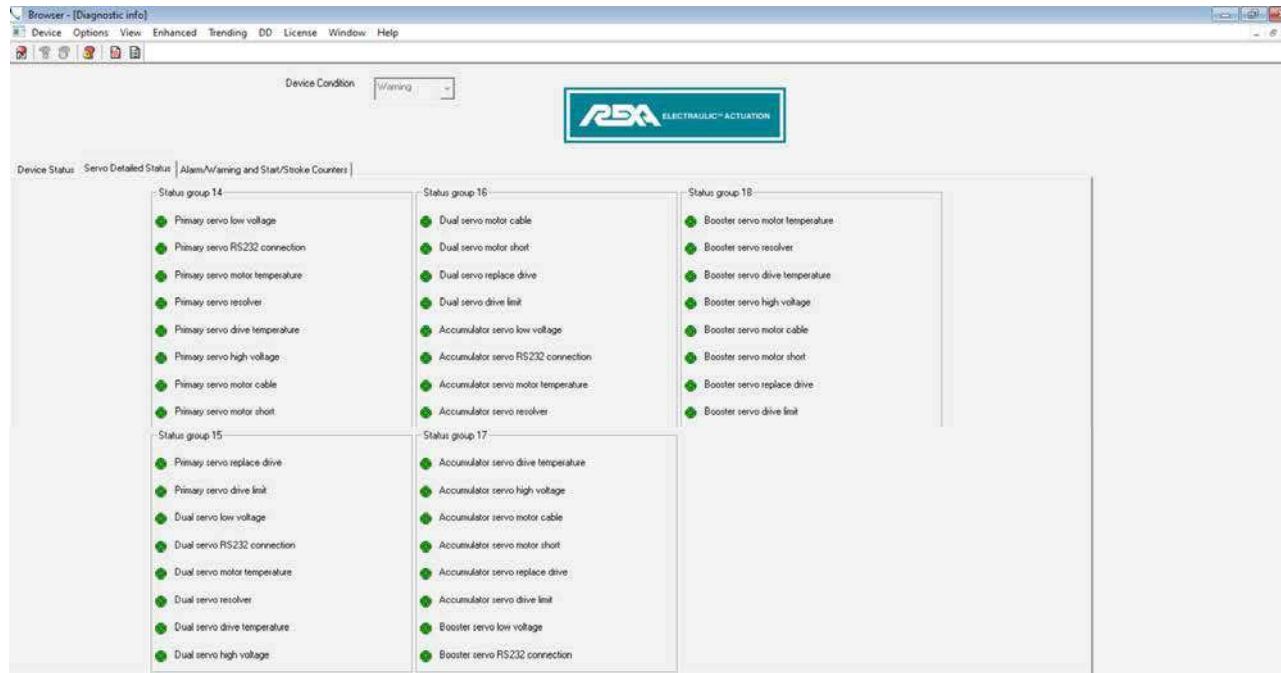 Browser - [Diagnostic info]
Device Options View Enhanced Trending DD License Window Help
Device Condition Warning
REXA ELECTRAULIC™ ACTUATION
Device Status Servo Detailed Status Alarm/Warning and Start/Stroke Counters
Status group 14
Primary servo low voltage
Primary servo RS232 connection
Primary servo motor temperature
Primary servo resolver
Primary servo drive temperature
Primary servo high voltage
Primary servo motor cable
Primary servo motor short
Status group 16
Dual servo motor cable
Dual servo motor short
Dual servo replace drive
Dual servo drive limit
Accumulator servo low voltage
Accumulator servo RS232 connection
Accumulator servo motor temperature
Accumulator servo resolver
Status group 18
Booster servo motor temperature
Booster servo resolver
Booster servo drive temperature
Booster servo high voltage
Booster servo motor cable
Booster servo motor short
Booster servo replace drive
Booster servo drive limit
Status group 15
Primary servo replace drive
Primary servo drive limit
Dual servo low voltage
Dual servo RS232 connection
Dual servo motor temperature
Dual servo resolver
Dual servo drive temperature
Dual servo high voltage
Status group 17
Accumulator servo drive temperature
Accumulator servo high voltage
Accumulator servo motor cable
Accumulator servo motor short
Accumulator servo replace drive
Accumulator servo drive limit
Booster servo low voltage
Booster servo RS232 connection